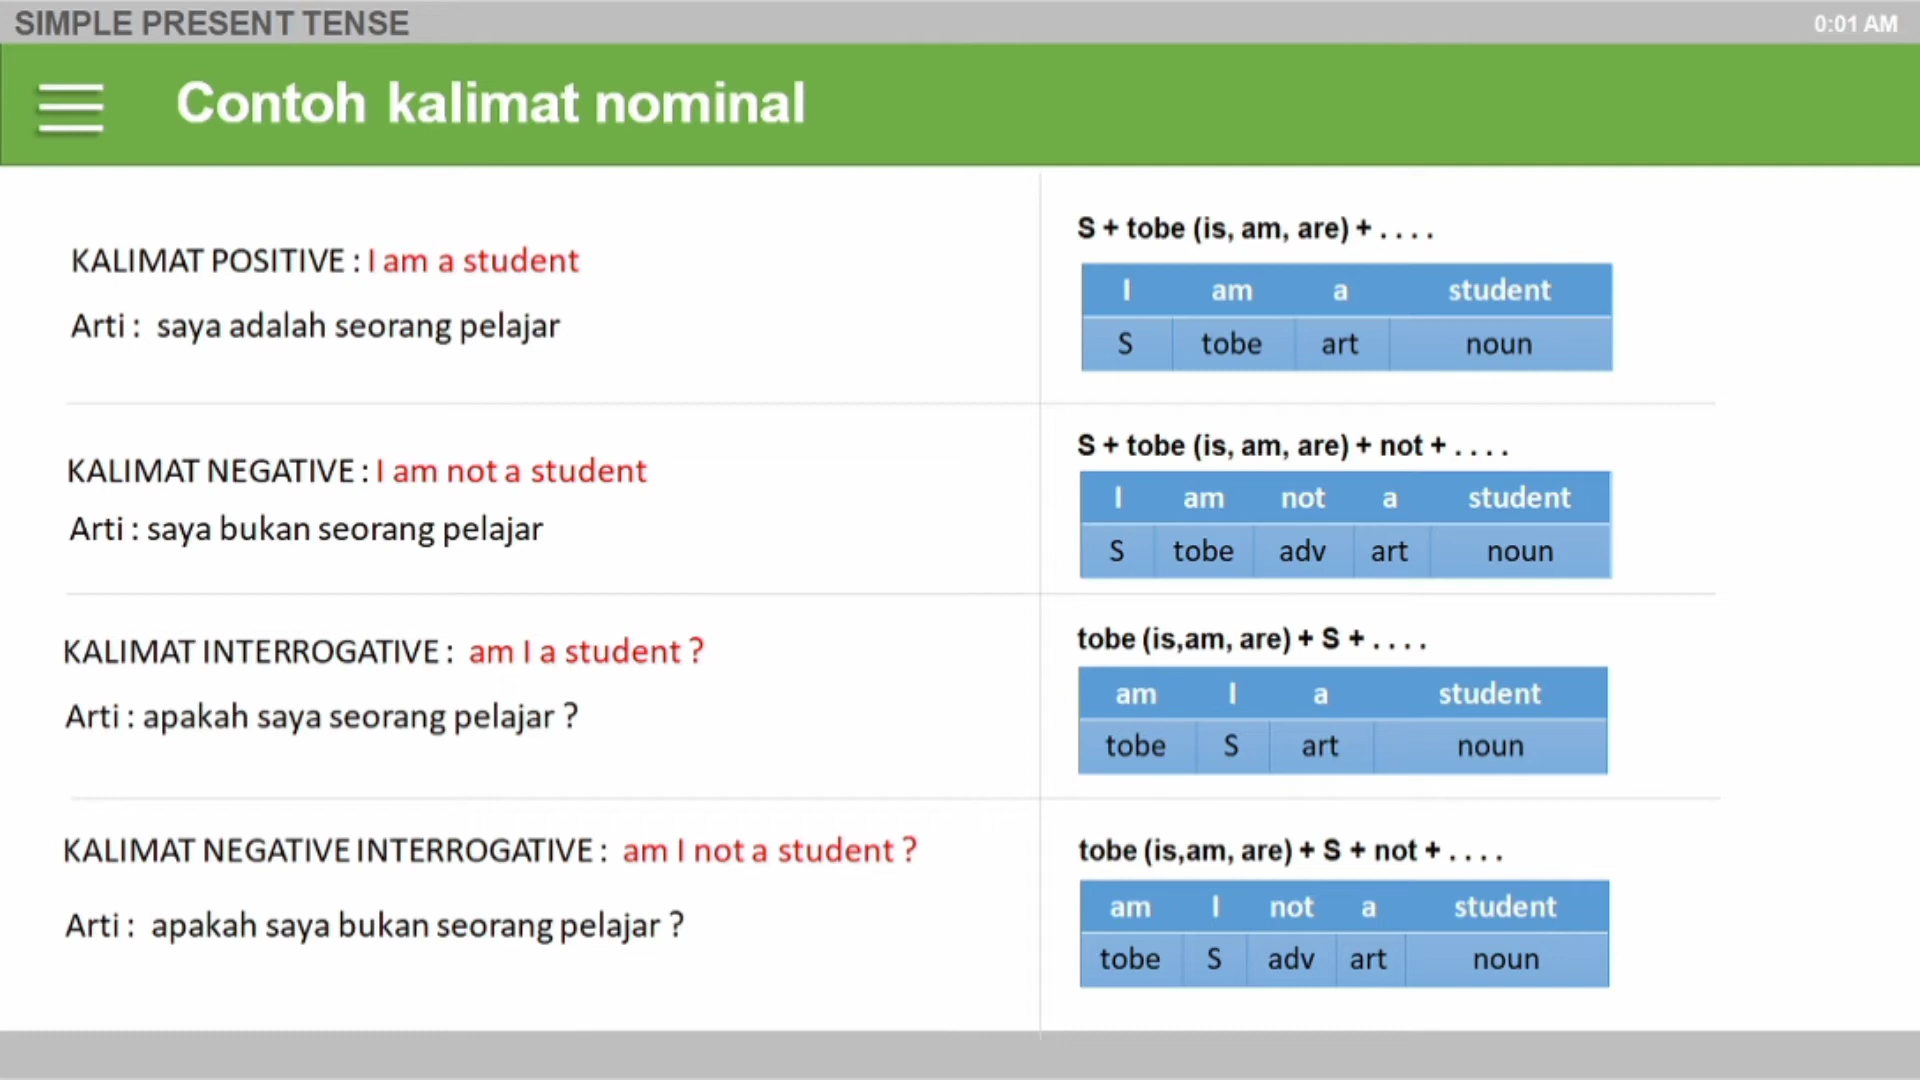 SIMPLE PRESENT TENSE
0:01 AM
Contoh kalimat nominal
KALIMAT POSITIVE : I am a student
Arti : saya adalah seorang pelajar
S + tobe (is, am, are) + . . . .
I am a student
S tobe art noun
KALIMAT NEGATIVE : I am not a student
Arti : saya bukan seorang pelajar
S + tobe (is, am, are) + not + . . . .
I am not a student
S tobe adv art noun
KALIMAT INTERROGATIVE : am I a student ?
Arti : apakah saya seorang pelajar ?
tobe (is,am, are) + S + . . . .
am I a student
tobe S art noun
KALIMAT NEGATIVE INTERROGATIVE : am I not a student ?
Arti : apakah saya bukan seorang pelajar ?
tobe (is,am, are) + S + not + . . . .
am I not a student
tobe S adv art noun